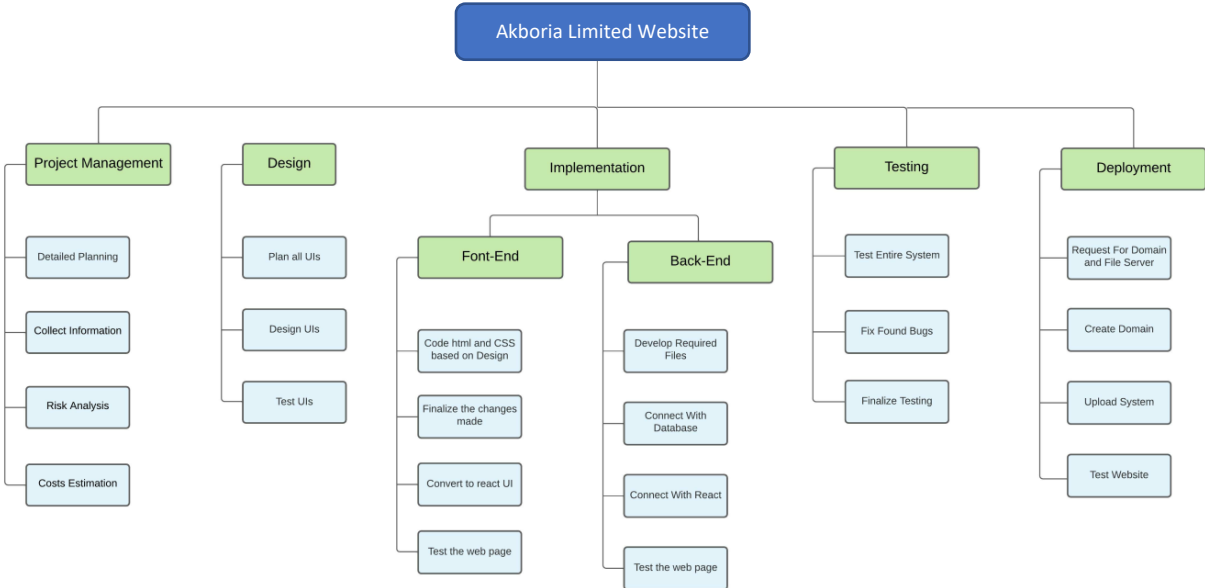 Akboria Limited Website
Project Management
Detailed Planning
Collect Information
Risk Analysis
Costs Estimation
Design
Plan all UIs
Design UIs
Test UIs
Implementation
Font-End
Code html and CSS
based on Design
Finalize the changes
made
Convert to react UI
Test the web page
Back-End
Develop Required
Files
Connect With
Database
Connect With React
Test the web page
Testing
Test Entire System
Fix Found Bugs
Finalize Testing
Deployment
Request For Domain
and File Server
Create Domain
Upload System
Test Website